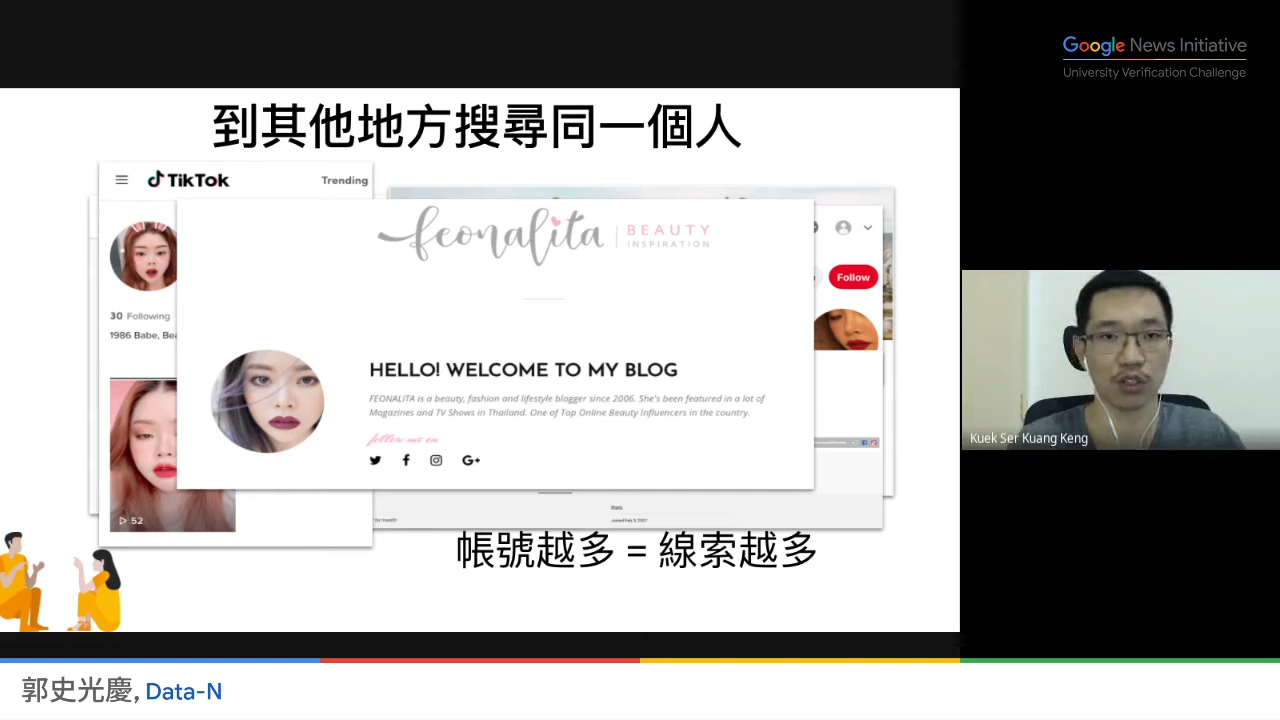 Google News Initiative
University Verification Challenge
到其他地方搜尋同一個人
TikTok
Trending
feonalita | BEAUTY
INSPIRATION
Follow
30 Following
1986 Babe, Bea
HELLO! WELCOME TO MY BLOG
FEONALITA is a beauty, fashion and lifestyle blogger since 2006. She's been featured in a lot of
Magazines and TV Shows in Thailand. One of Top Online Beauty Influencers in the country.
follow me on
G+
52
Kuek Ser Kuang Keng
帳號越多 = 線索越多
郭史光慶, Data-N